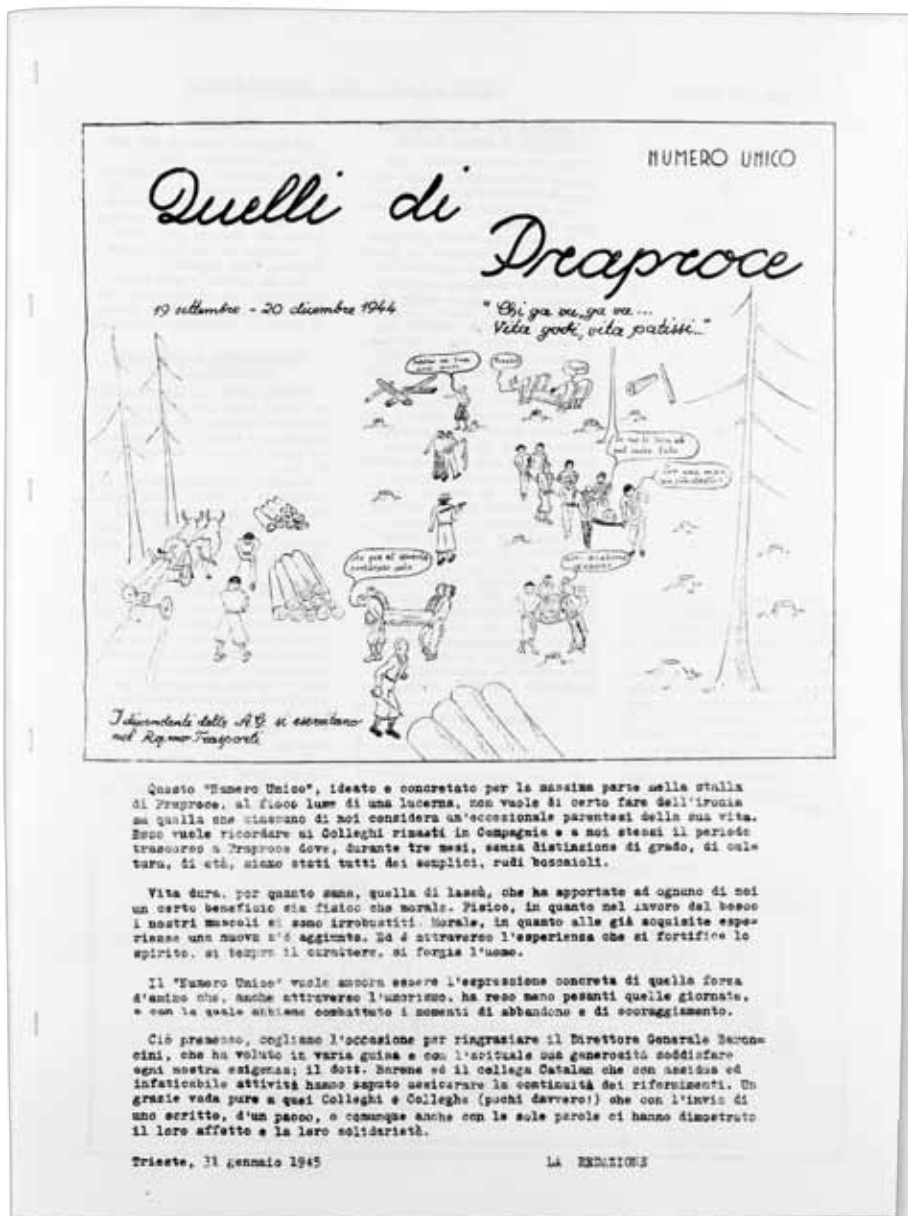 NUMERO UNICO
Quelli di
Praproce
19 settembre - 20 dicembre 1944
"Chi ga vu, ga vu...
Vita godi, vita patissi..."
I dipendenti delle A.G. si esercitano
nel Ramo Trasporti
Questo "Numero Unico", ideato e concretato per la massima parte nella stalla
di Praproce, al fioco lume di una lucerna, non vuole di certo fare dell'ironia
su quella che ciascuno di noi considera un'eccezionale parentesi della sua vita.
Esso vuole ricordare ai Colleghi rimasti in Compagnia e a noi stessi il periodo
trascorso a Praproce dove, durante tre mesi, senza distinzione di grado, di cul=
tura, di età, siamo stati tutti dei semplici, rudi boscaioli.
Vita dura, per quanto sana, quella di lassù, che ha apportato ad ognuno di noi
un certo beneficio sia fisico che morale. Fisico, in quanto nel lavoro del bosco
i nostri muscoli si sono irrobustiti. Morale, in quanto alle già acquisite espe=
rienze una nuova s'è aggiunta. Ed è attraverso l'esperienza che si fortifica lo
spirito, si tempra il carattere, si forgia l'uomo.
Il "Numero Unico" vuole ancora essere l'espressione concreta di quella forza
d'animo che, anche attraverso l'umorismo, ha reso meno pesanti quelle giornate,
e con la quale abbiamo combattuto i momenti di abbandono e di scoraggiamento.
Ciò premesso, cogliamo l'occasione per ringraziare il Direttore Generale Baron=
cini, che ha voluto in varia guisa e con l'abituale sua generosità soddisfare
ogni nostra esigenza; il dott. Barone ed il collega Catalan che con assidua ed
infaticabile attività hanno saputo assicurare la continuità dei rifornimenti. Un
grazie vada pure a quei Colleghi e Colleghe (pochi davvero!) che con l'invio di
uno scritto, d'un pacco, o comunque anche con le sole parole ci hanno dimostrato
il loro affetto e la loro solidarietà.
Trieste, 31 gennaio 1945 LA REDAZIONE